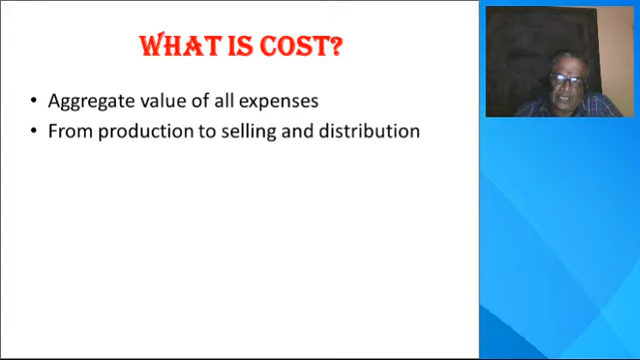 WHAT IS COST?
• Aggregate value of all expenses
• From production to selling and distribution